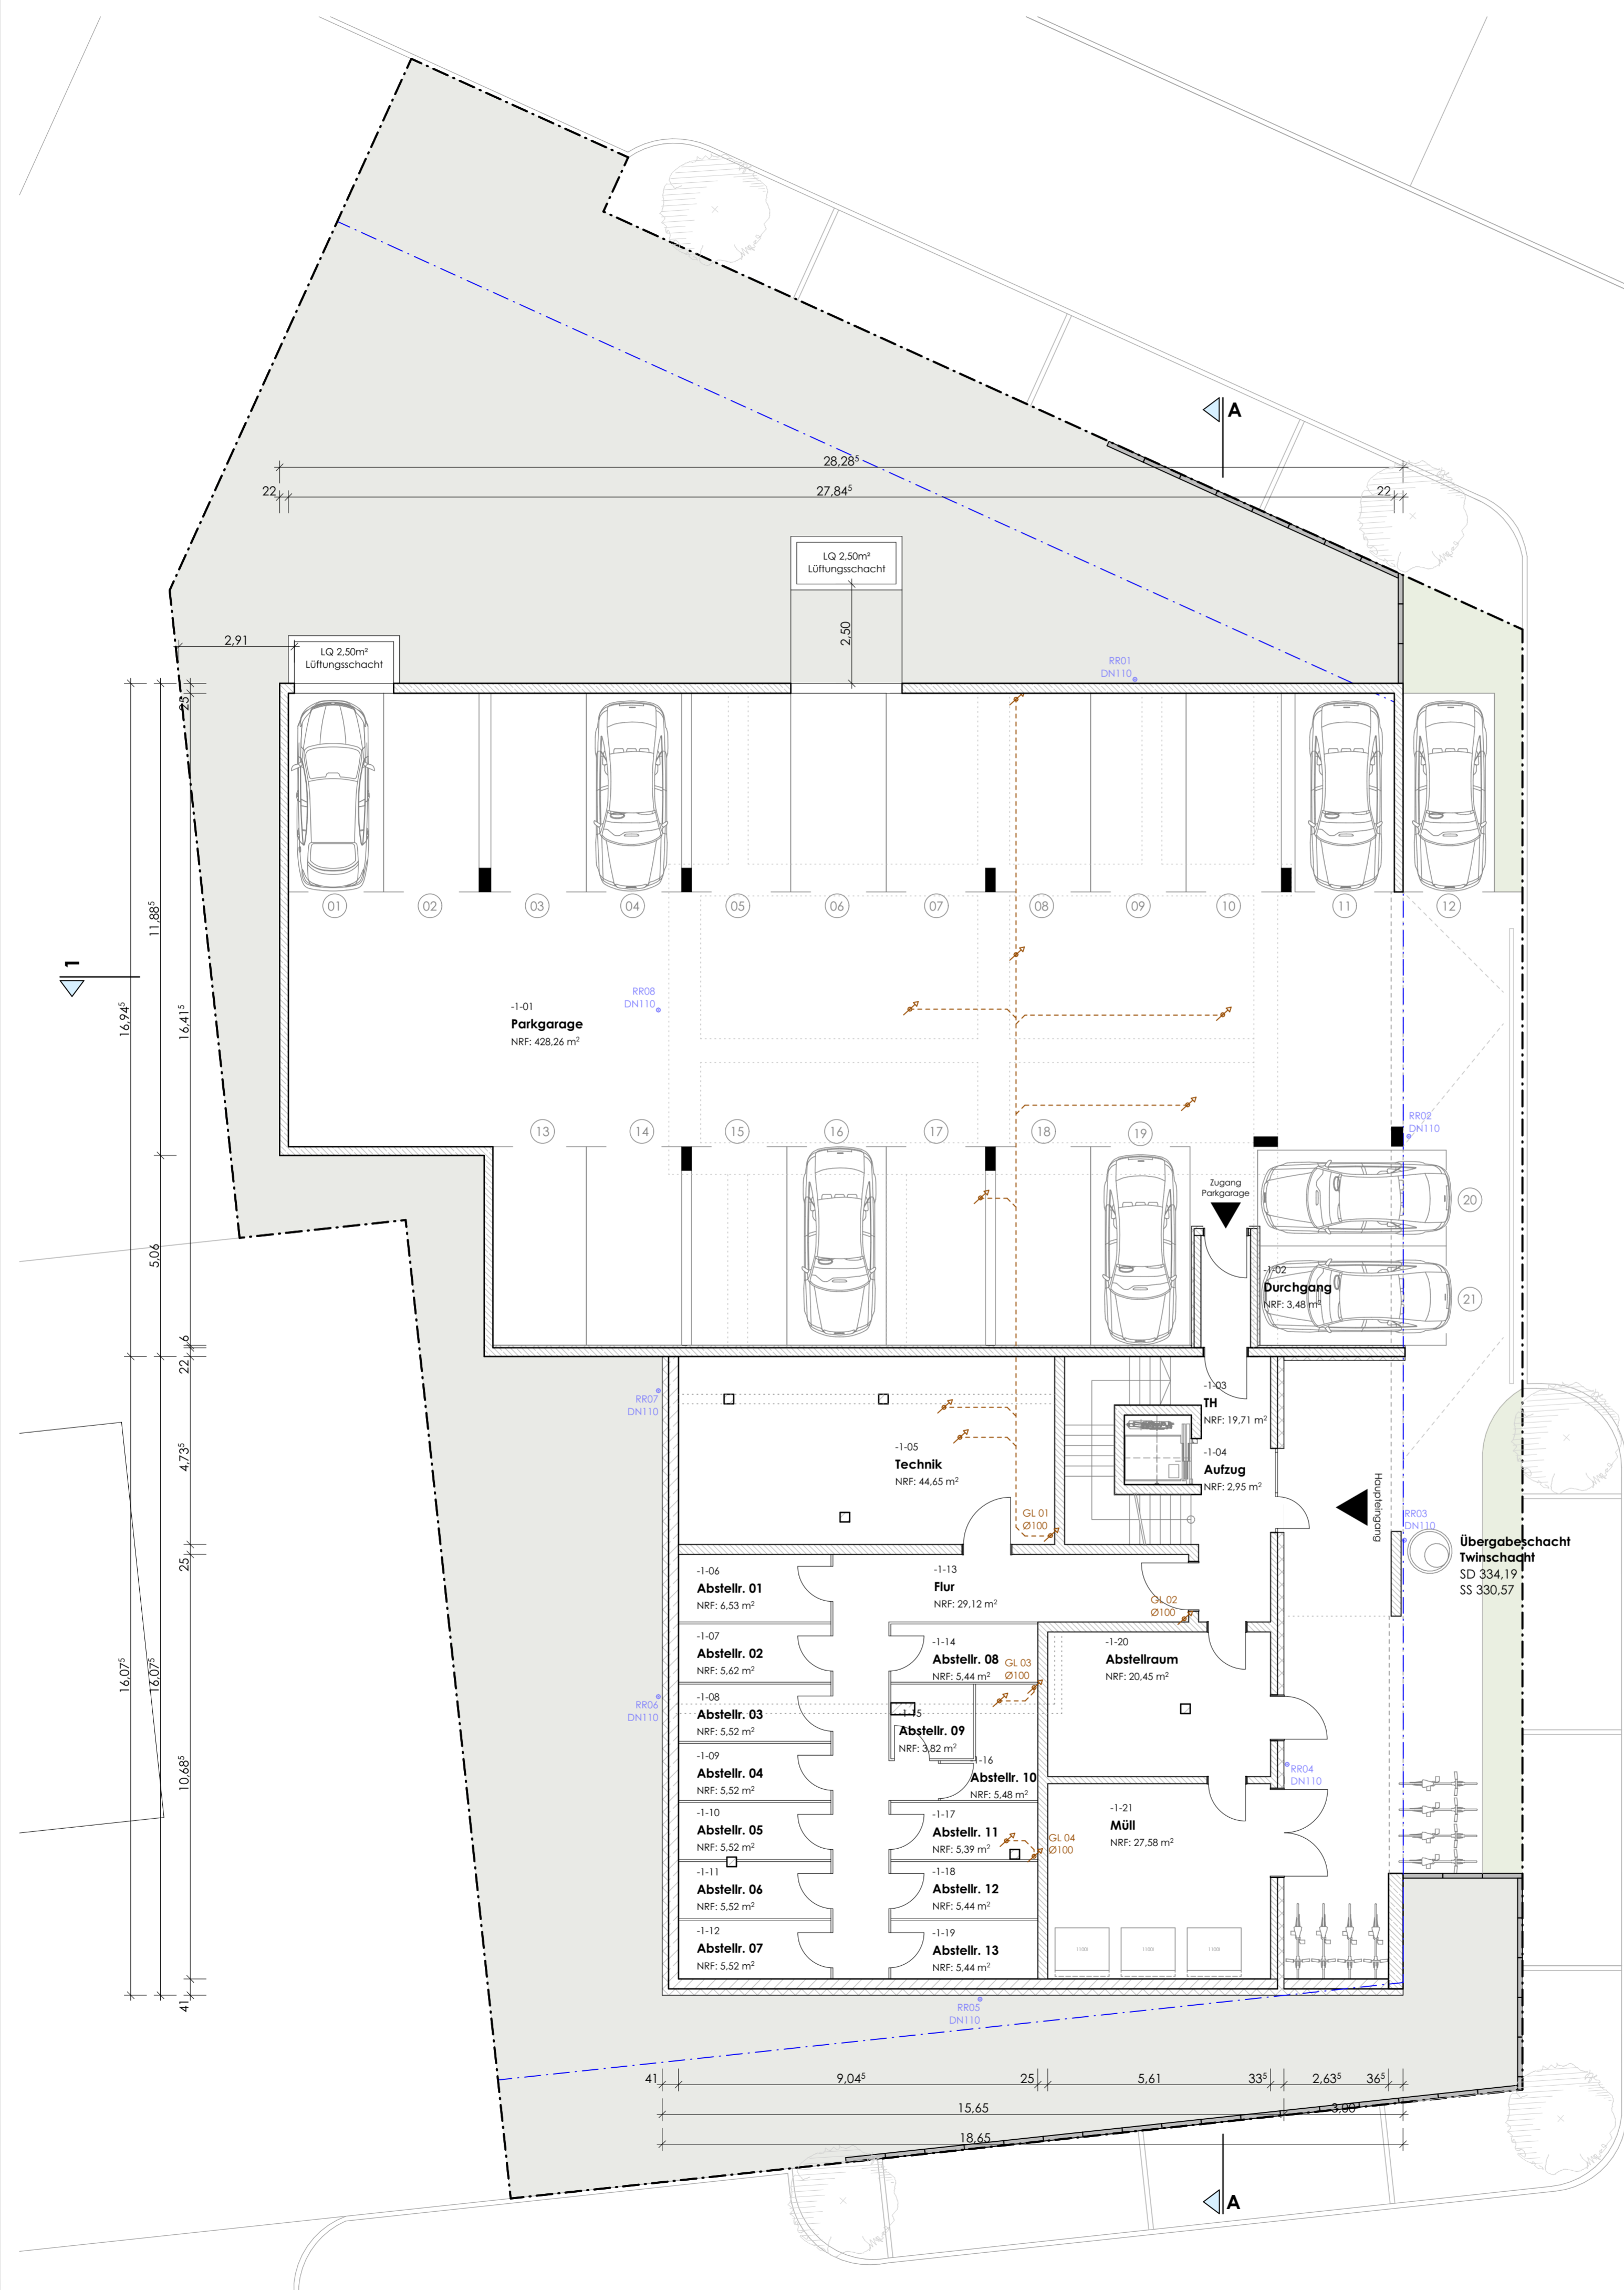 A
28,28⁵
22
27,84⁵
22
LQ 2,50m²
Lüftungsschacht
2,50
2,91
LQ 2,50m²
Lüftungsschacht
RR01
DN110
25
01
02
03
04
05
06
07
08
09
10
11
12
11,88⁵
16,94⁵
16,41⁵
1
RR08
DN110
-1-01
Parkgarage
NRF: 428,26 m²
RR02
DN110
13
14
15
16
17
18
19
Zugang
Parkgarage
20
5,06
-1-02
Durchgang
NRF: 3,48 m²
21
6
22
RR07
DN110
-1-03
TH
NRF: 19,71 m²
-1-04
Aufzug
NRF: 2,95 m²
-1-05
Technik
NRF: 44,65 m²
4,73⁵
Haupteingang
GL 01
Ø100
RR03
DN110
Übergabeschacht
Twinschacht
SD 334,19
SS 330,57
25
-1-06
Abstellr. 01
NRF: 6,53 m²
-1-13
Flur
NRF: 29,12 m²
GL 02
Ø100
-1-07
Abstellr. 02
NRF: 5,62 m²
-1-14
Abstellr. 08
NRF: 5,44 m²
GL 03
Ø100
-1-20
Abstellraum
NRF: 20,45 m²
16,07⁵
16,07⁵
RR06
DN110
-1-08
Abstellr. 03
NRF: 5,52 m²
-1-15
Abstellr. 09
NRF: 3,82 m²
-1-09
Abstellr. 04
NRF: 5,52 m²
-1-16
Abstellr. 10
NRF: 5,48 m²
RR04
DN110
10,68⁵
-1-10
Abstellr. 05
NRF: 5,52 m²
-1-17
Abstellr. 11
NRF: 5,39 m²
GL 04
Ø100
-1-21
Müll
NRF: 27,58 m²
-1-11
Abstellr. 06
NRF: 5,52 m²
-1-18
Abstellr. 12
NRF: 5,44 m²
-1-12
Abstellr. 07
NRF: 5,52 m²
-1-19
Abstellr. 13
NRF: 5,44 m²
41
RR05
DN110
41
9,04⁵
25
5,61
33⁵
2,63⁵
36⁵
15,65
3,00
18,65
A